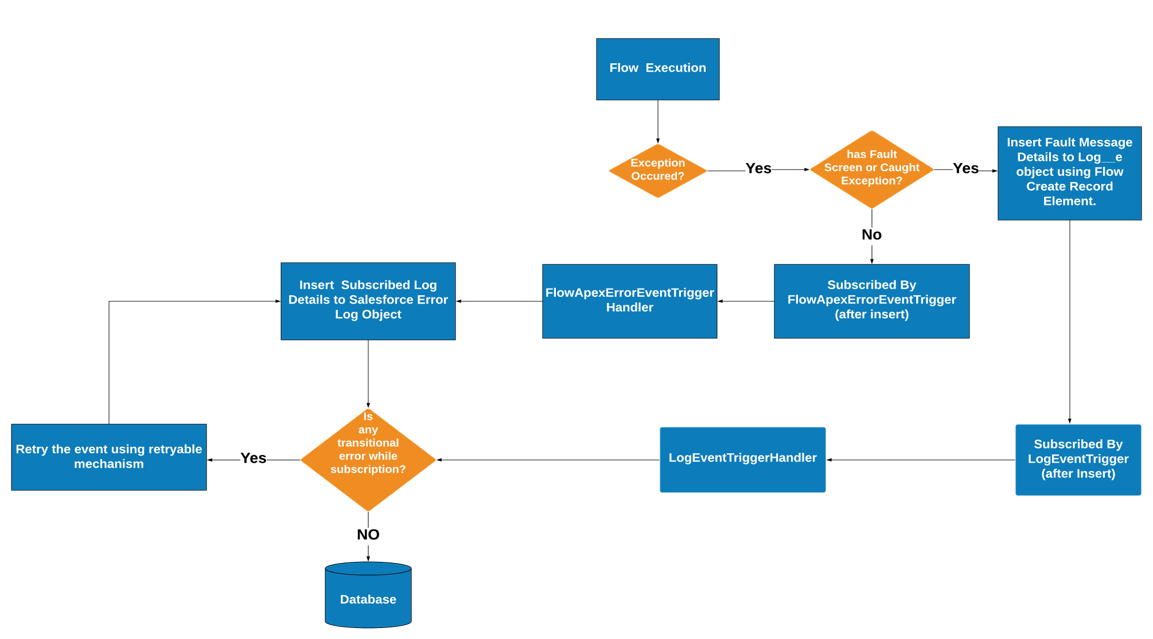 Flow  Execution
Exception
Occured?
Yes
has Fault
Screen or Caught
Exception?
Yes
Insert Fault Message
Details to Log__e
object using Flow
Create Record
Element.
No
Insert  Subscribed Log
Details to Salesforce Error
Log Object
FlowApexErrorEventTrigger
Handler
Subscribed By
FlowApexErrorEventTrigger
(after insert)
Retry the event using retryable
mechanism
Yes
Is
any
transitional
error while
subscription?
LogEventTriggerHandler
Subscribed By
LogEventTrigger
(after Insert)
NO
Database